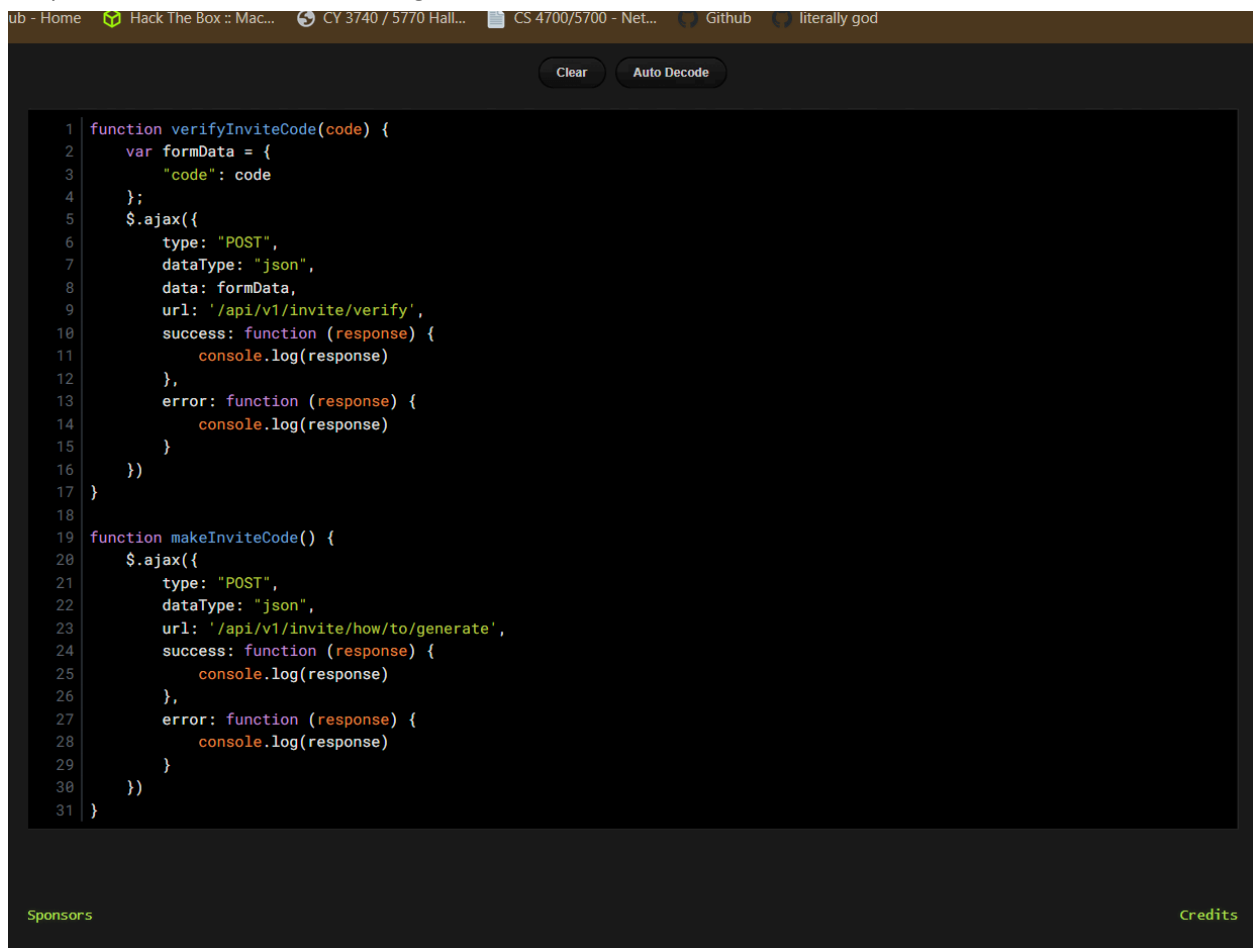 ub - Home Hack The Box :: Mac... CY 3740 / 5770 Hall... CS 4700/5700 - Net... Github literally god
Clear Auto Decode
1 function verifyInviteCode(code) {
2     var formData = {
3         "code": code
4     };
5     $.ajax({
6         type: "POST",
7         dataType: "json",
8         data: formData,
9         url: '/api/v1/invite/verify',
10         success: function (response) {
11             console.log(response)
12         },
13         error: function (response) {
14             console.log(response)
15         }
16     })
17 }
18
19 function makeInviteCode() {
20     $.ajax({
21         type: "POST",
22         dataType: "json",
23         url: '/api/v1/invite/how/to/generate',
24         success: function (response) {
25             console.log(response)
26         },
27         error: function (response) {
28             console.log(response)
29         }
30     })
31 }
Sponsors Credits